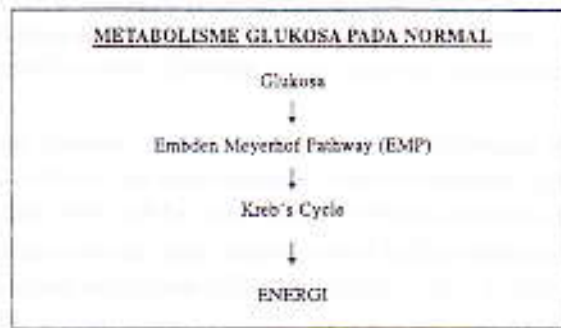 METABOLISME GLUKOSA PADA NORMAL
Glukosa
Embden Meyerhof Pathway (EMP)
Kreb's Cycle
ENERGI